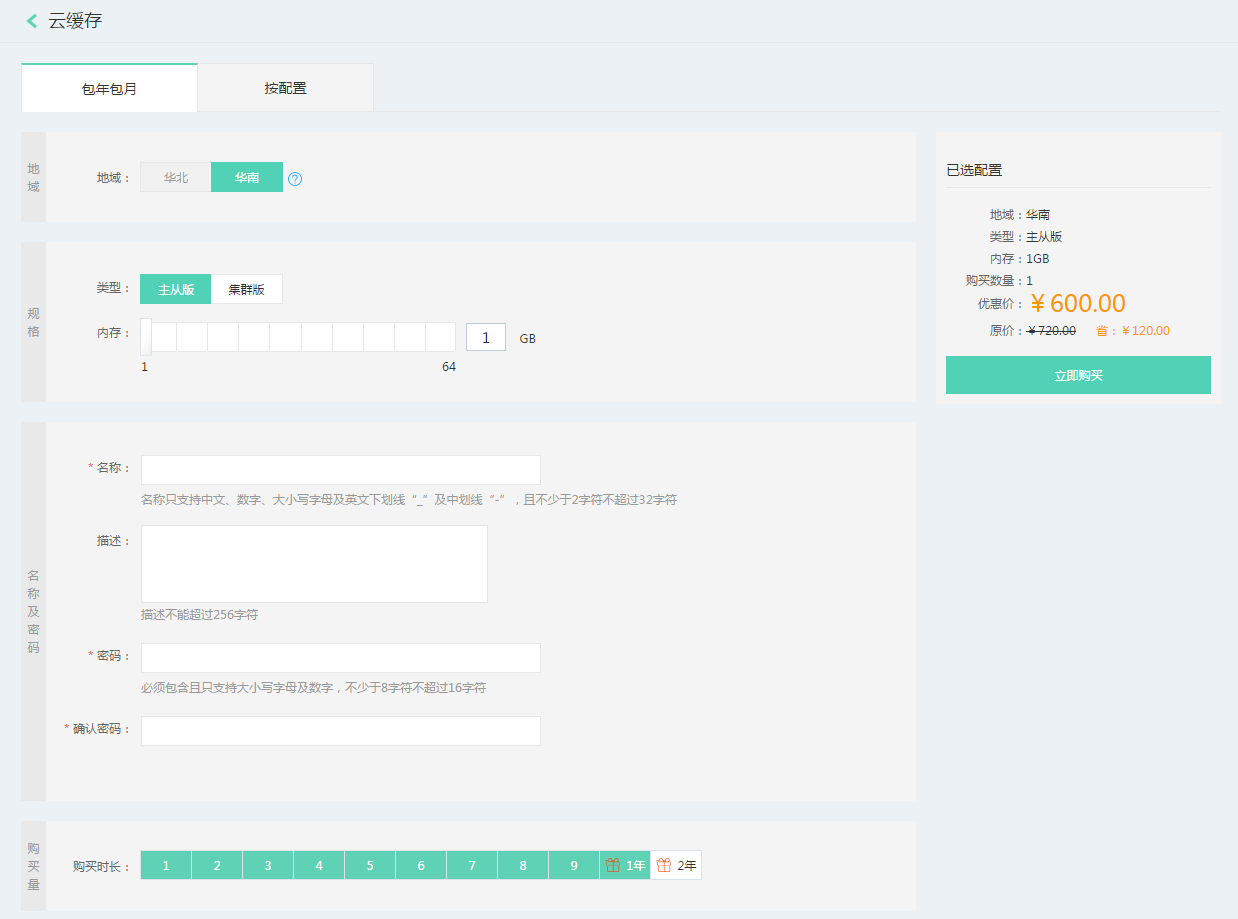 云缓存
包年包月 按配置
地域
地域： 华北 华南 ?
规格
类型： 主从版 集群版
内存： 1 GB
1 64
名称及密码
* 名称：
名称只支持中文、数字、大小写字母及英文下划线“_”及中划线“-”，且不少于2字符不超过32字符
描述：
描述不能超过256字符
* 密码：
必须包含且只支持大小写字母及数字，不少于8字符不超过16字符
* 确认密码：
购买量
购买时长： 1 2 3 4 5 6 7 8 9 1年 2年
已选配置
地域：华南
类型：主从版
内存：1GB
购买数量：1
优惠价：￥600.00
原价：￥720.00 省：￥120.00
立即购买